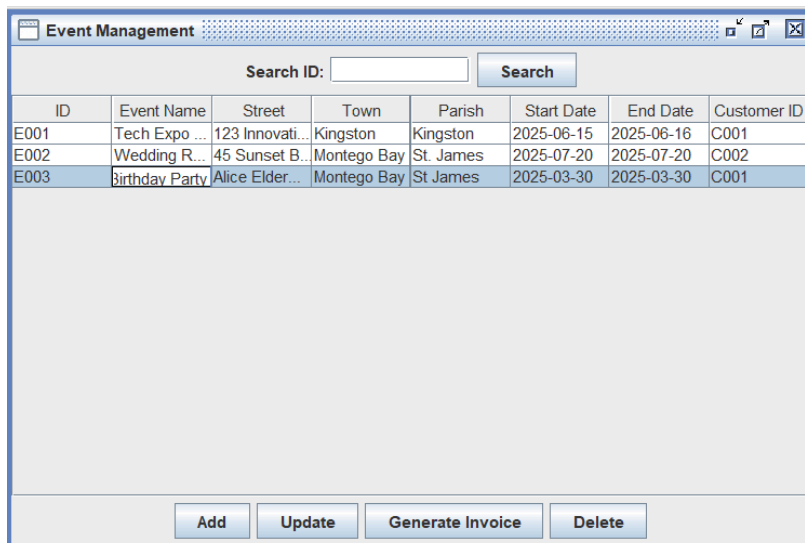 Event Management
Search ID: Search
ID Event Name Street Town Parish Start Date End Date Customer ID
E001 Tech Expo ... 123 Innovati... Kingston Kingston 2025-06-15 2025-06-16 C001
E002 Wedding R... 45 Sunset B... Montego Bay St. James 2025-07-20 2025-07-20 C002
E003 Birthday Party Alice Elder... Montego Bay St James 2025-03-30 2025-03-30 C001
Add Update Generate Invoice Delete